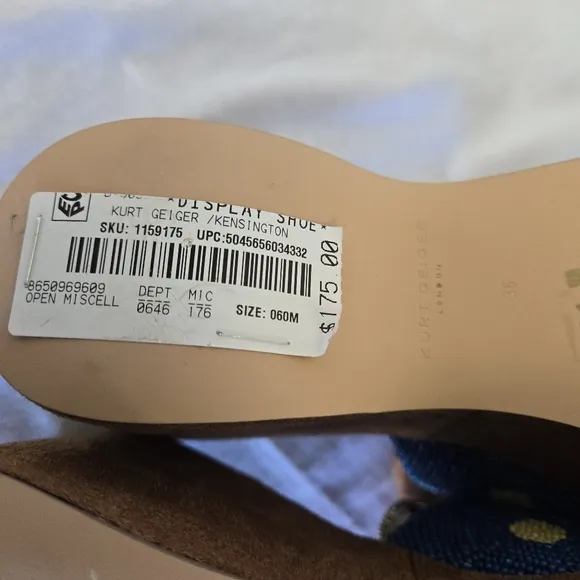 *DISPLAY SHOE*
KURT GEIGER /KENSINGTON
SKU: 1159175 UPC:5045656034332
8650969609
OPEN MISCELL
DEPT MIC
0646 176
SIZE: 060M
$175.00
KURT GEIGER
LONDON
36